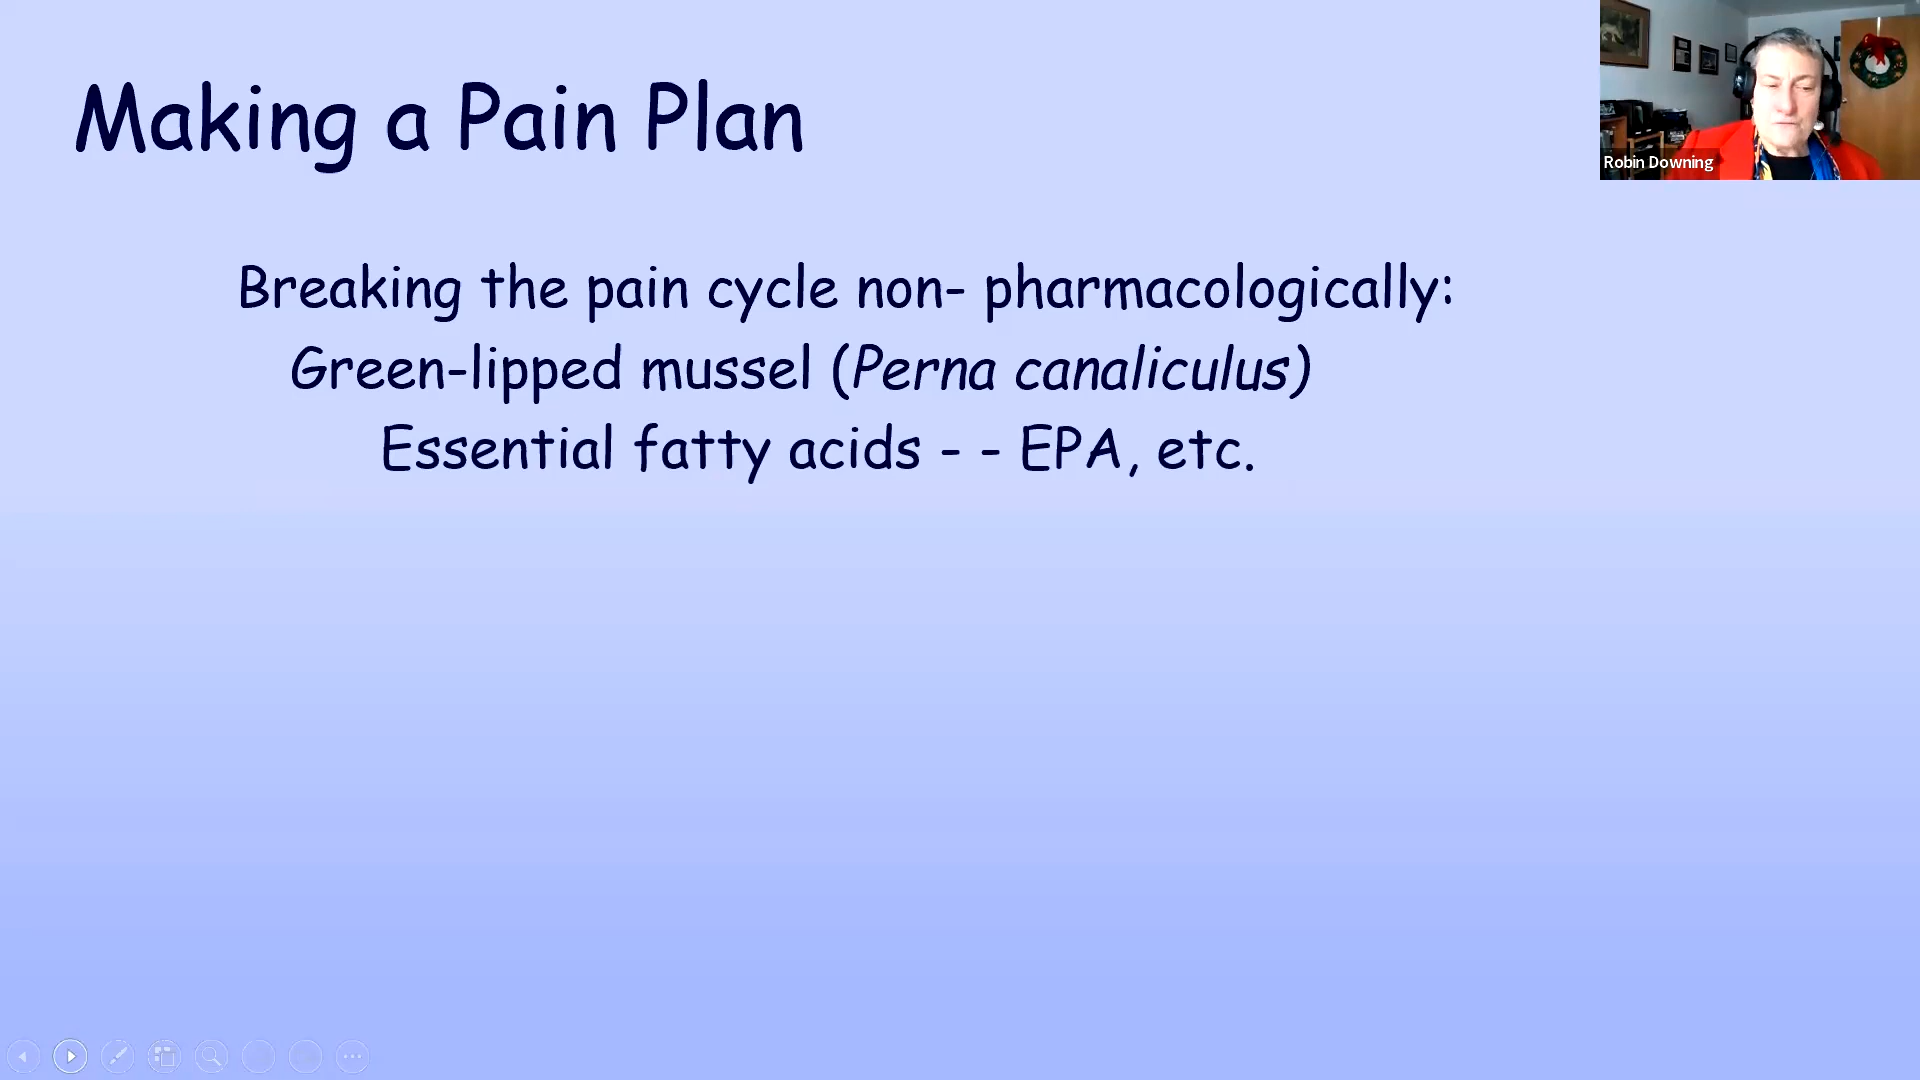 Making a Pain Plan
Robin Downing
Breaking the pain cycle non- pharmacologically:
Green-lipped mussel (Perna canaliculus)
Essential fatty acids - - EPA, etc.